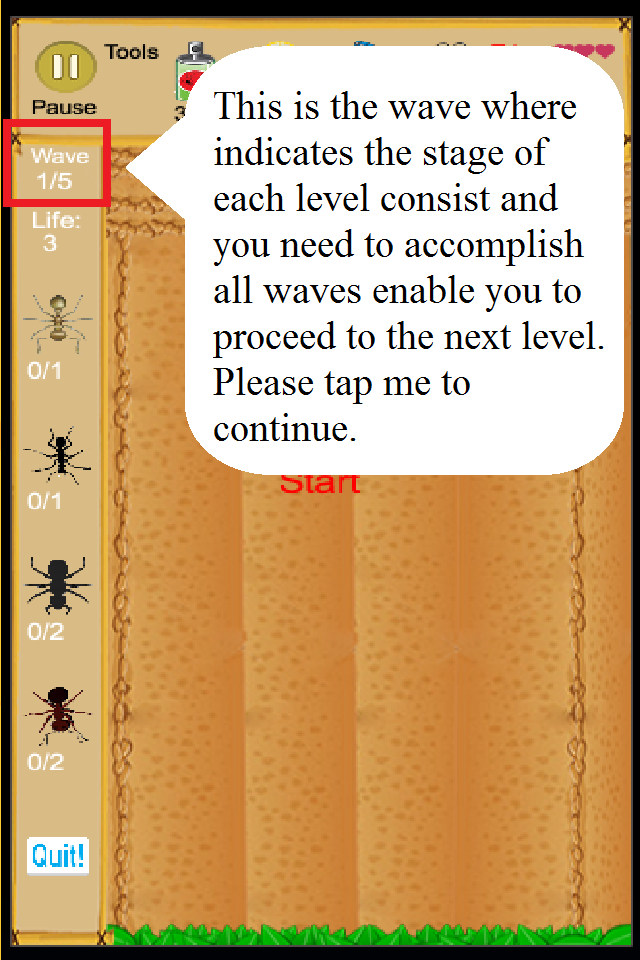 Tools
Pause
Wave
1/5
This is the wave where
indicates the stage of
each level consist and
you need to accomplish
all waves enable you to
proceed to the next level.
Please tap me to
continue.
Life:
3
0/1
Start
0/1
0/2
0/2
Quit!